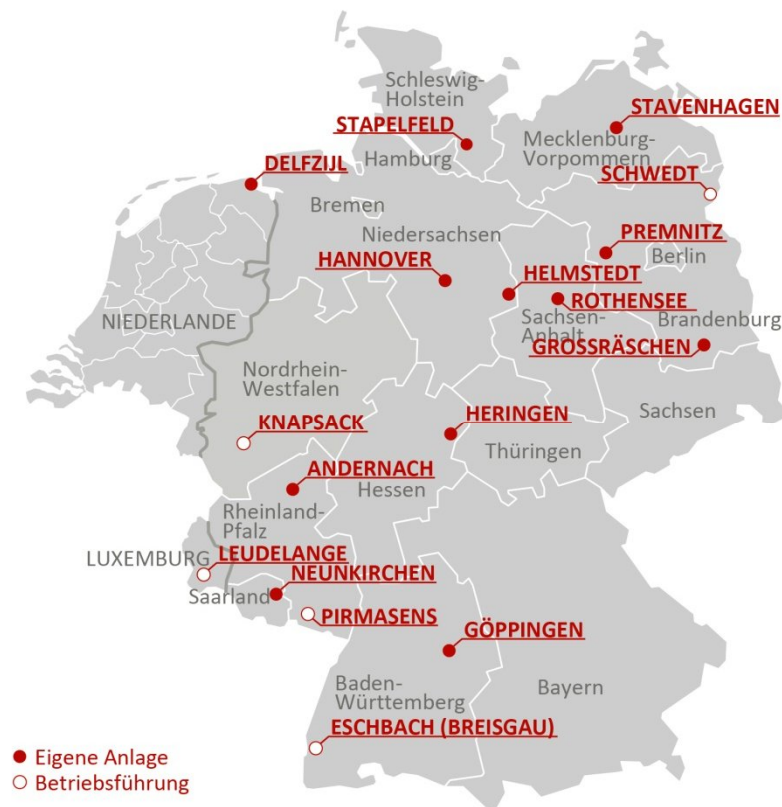 Schleswig-
Holstein
STAVENHAGEN
STAPELFELD
Mecklenburg-
Vorpommern
Hamburg
DELFZIJL
SCHWEDT
Bremen
Niedersachsen
PREMNITZ
Berlin
HANNOVER
HELMSTEDT
ROTHENSEE
NIEDERLANDE
Sachsen-
Anhalt
Brandenburg
GROSSRÄSCHEN
Nordrhein-
Westfalen
Sachsen
KNAPSACK
HERINGEN
Thüringen
ANDERNACH
Hessen
Rheinland-
Pfalz
LUXEMBURG
LEUDELANGE
NEUNKIRCHEN
Saarland
PIRMASENS
GÖPPINGEN
Baden-
Württemberg
Bayern
ESCHBACH (BREISGAU)
Eigene Anlage
Betriebsführung